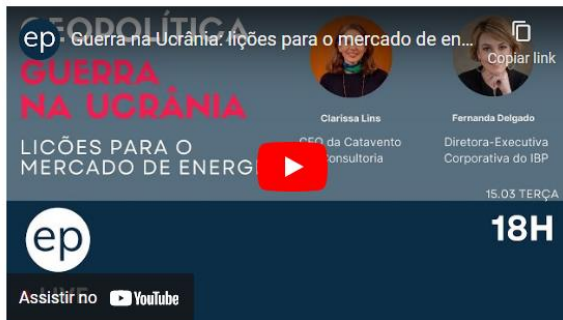 GEOPOLÍTICA
ep Guerra na Ucrânia: lições para o mercado de en...
Copiar link
GUERRA
NA UCRÂNIA
LICÕES PARA O
MERCADO DE ENERG
Clarissa Lins
CEO da Catavento
Consultoria
Fernanda Delgado
Diretora-Executiva
Corporativa do IBP
15.03 TERÇA
18H
ep
Assistir no YouTube